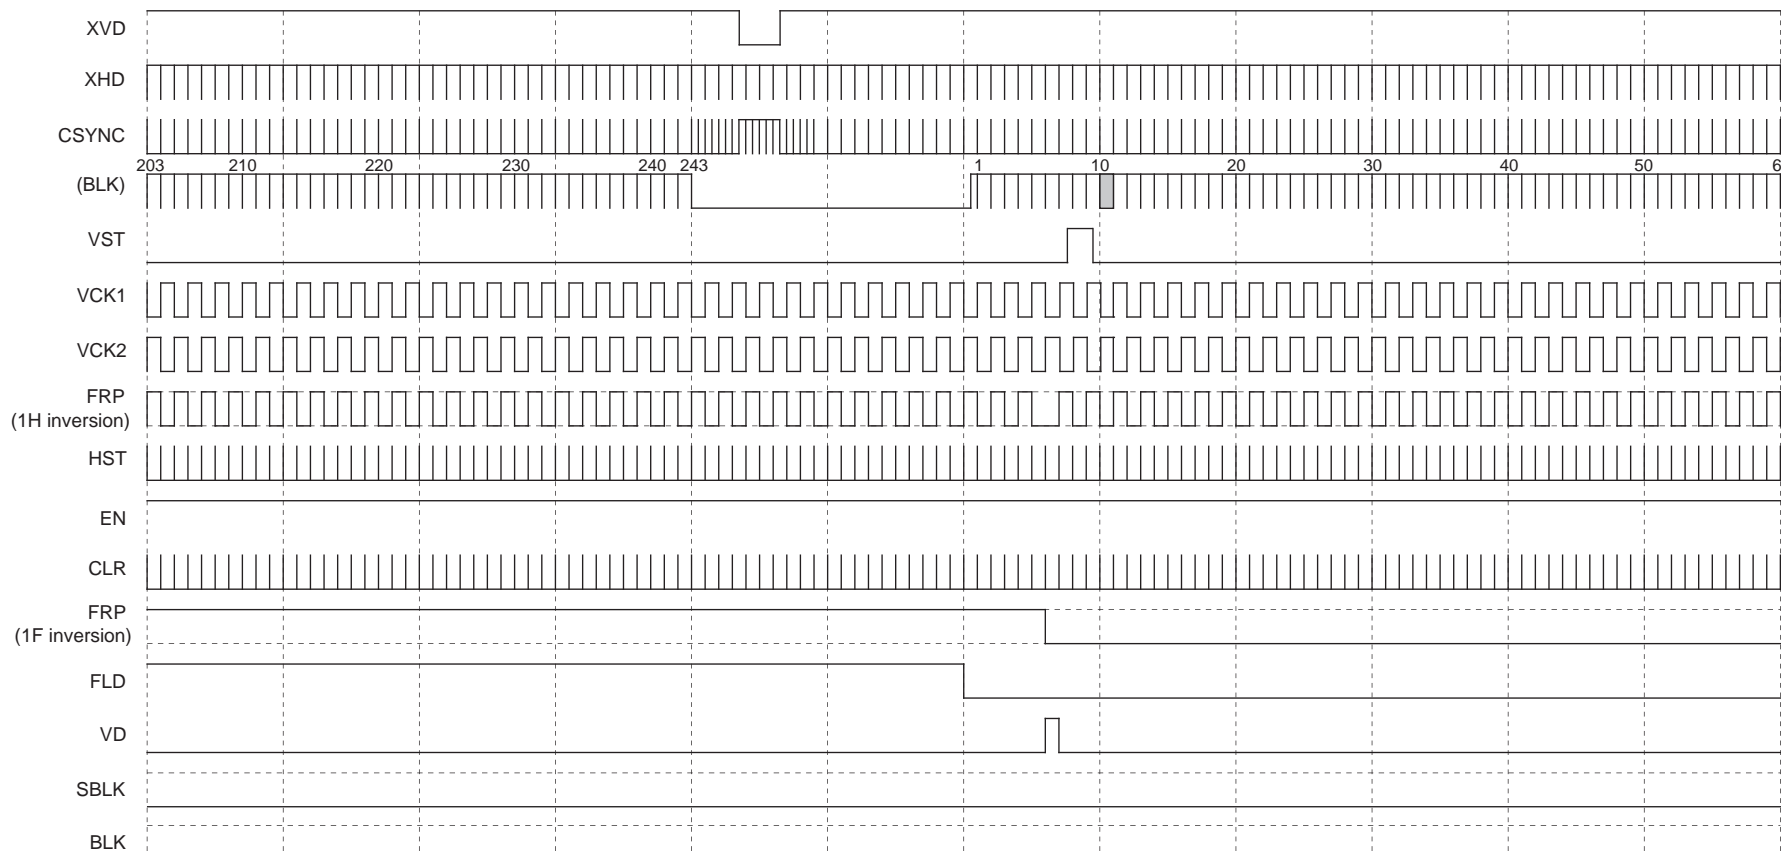 XVD
XHD
CSYNC
203 210 220 230 240 243 1 10 20 30 40 50 6
(BLK)
VST
VCK1
VCK2
FRP
(1H inversion)
HST
EN
CLR
FRP
(1F inversion)
FLD
VD
SBLK
BLK